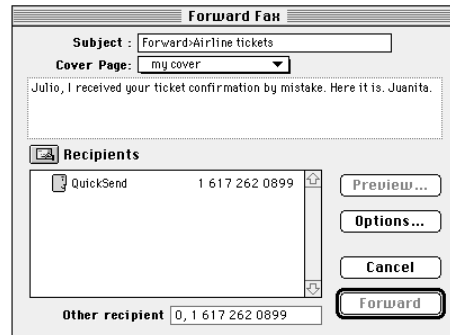 Forward Fax
Subject : Forward>Airline tickets
Cover Page: my cover
Julio, I received your ticket confirmation by mistake. Here it is. Juanita.
Recipients
QuickSend 1 617 262 0899
Preview...
Options...
Cancel
Forward
Other recipient 0, 1 617 262 0899